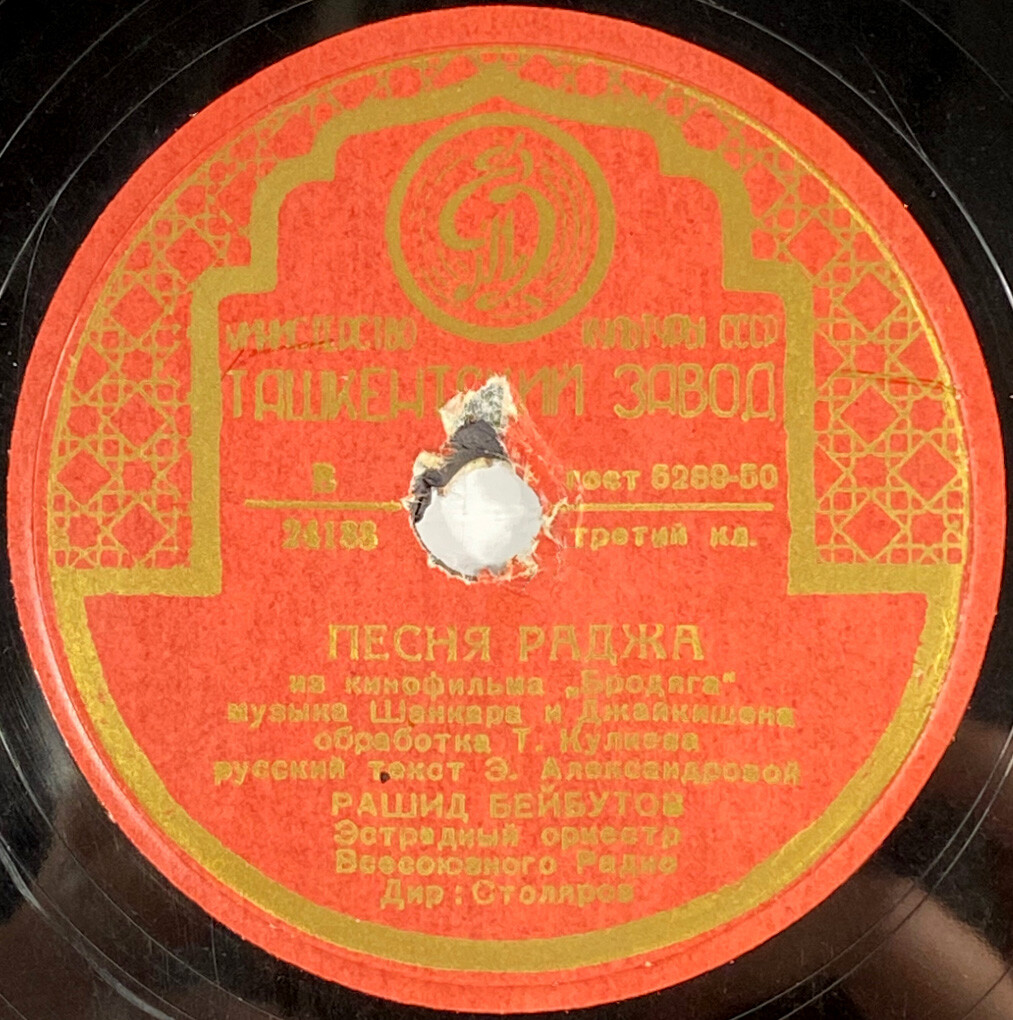 МИНИСТЕРСТВО КУЛЬТУРЫ СССР
ТАШКЕНТСКИЙ ЗАВОД
В гост 5289-50
третий кл.
ПЕСНЯ РАДЖА
из кинофильма „Бродяга"
музыка Шанкара и Джайкишена
обработка Т. Кулиева
русский текст Э. Александровой
РАШИД БЕЙБУТОВ
Эстрадный оркестр
Всесоюзного Радио
Дир: Столяров